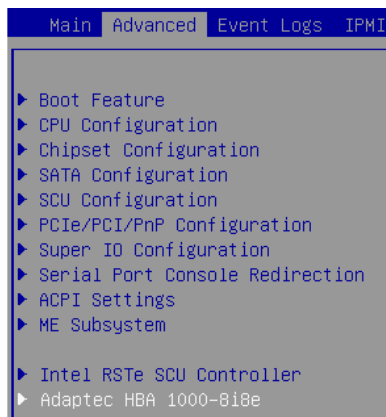 Main Advanced Event Logs IPMI
Boot Feature
CPU Configuration
Chipset Configuration
SATA Configuration
SCU Configuration
PCIe/PCI/PnP Configuration
Super IO Configuration
Serial Port Console Redirection
ACPI Settings
ME Subsystem
Intel RSTe SCU Controller
Adaptec HBA 1000-8i8e